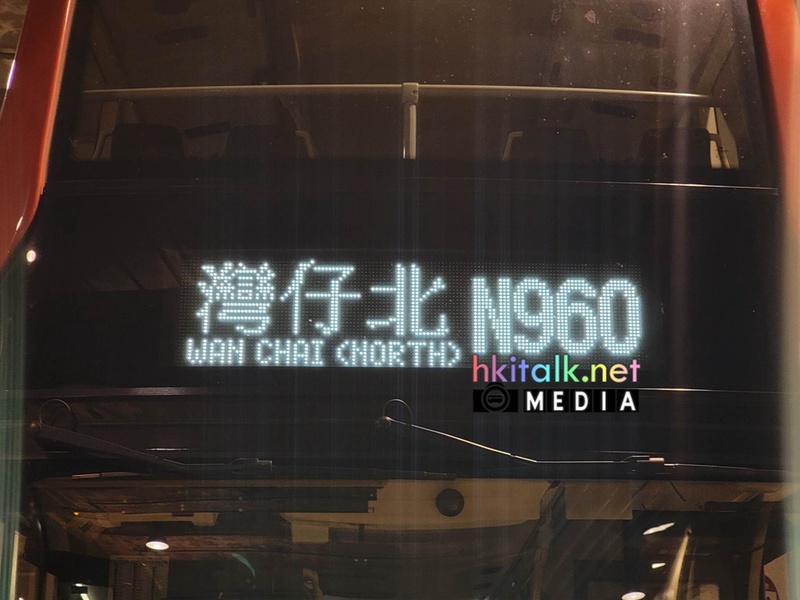 灣仔北 N960
WAN CHAI (NORTH)
hkitalk.net
MEDIA